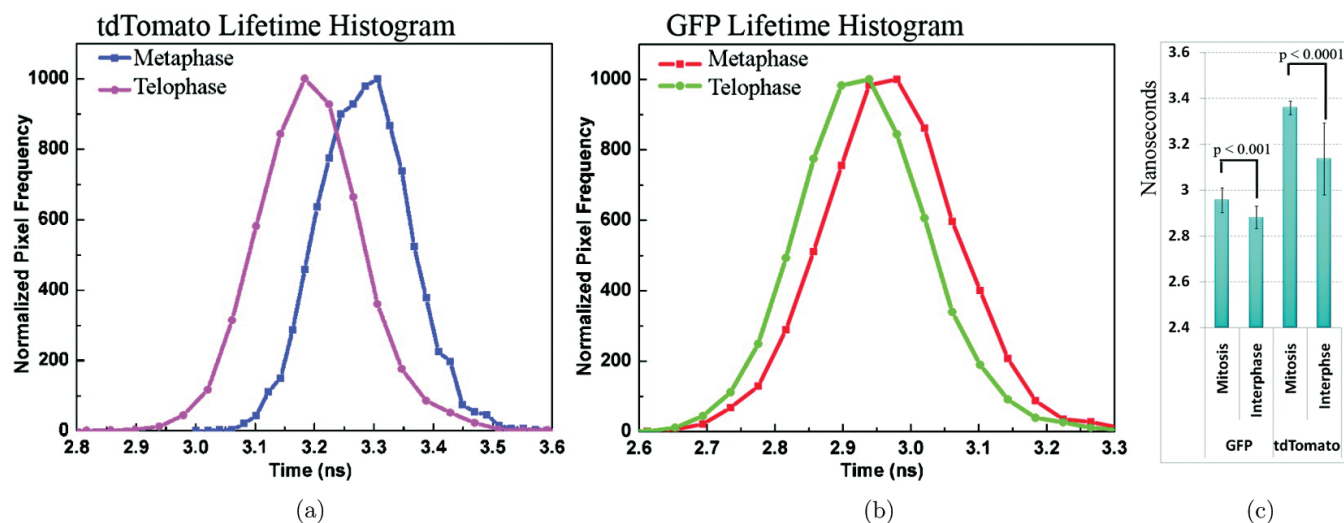 tdTomato Lifetime Histogram
Metaphase
Telophase
Normalized Pixel Frequency
1000
800
600
400
200
0
2.8 2.9 3.0 3.1 3.2 3.3 3.4 3.5 3.6
Time (ns)
(a)
GFP Lifetime Histogram
Metaphase
Telophase
Normalized Pixel Frequency
1000
800
600
400
200
0
2.6 2.7 2.8 2.9 3.0 3.1 3.2 3.3
Time (ns)
(b)
Nanoseconds
3.6
3.4
3.2
3
2.8
2.6
2.4
p < 0.001
p < 0.0001
Mitosis
Interphase
Mitosis
Interphse
GFP tdTomato
(c)